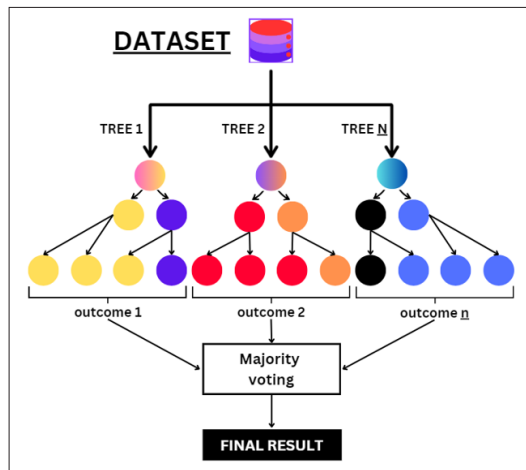 DATASET
TREE 1
TREE 2
TREE N
outcome 1
outcome 2
outcome n
Majority
voting
FINAL RESULT